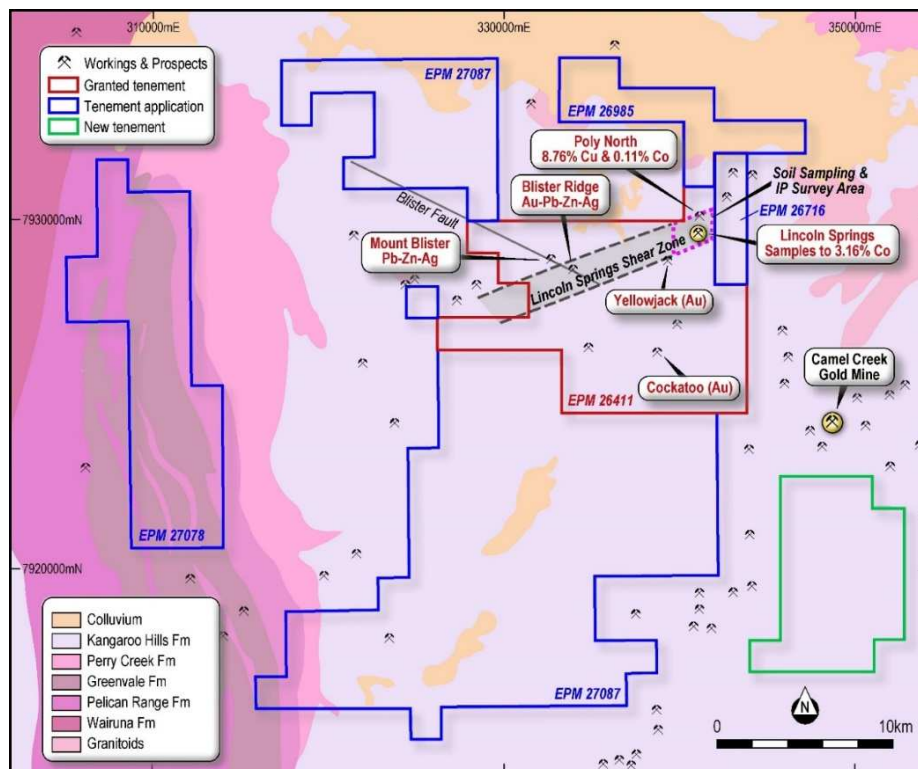 310000mE
330000mE
350000mE
Workings & Prospects
Granted tenement
Tenement application
New tenement
EPM 27087
EPM 26985
Poly North
8.76% Cu & 0.11% Co
Blister Ridge
Au-Pb-Zn-Ag
Soil Sampling &
IP Survey Area
7930000mN
Blister Fault
EPM 26716
Mount Blister
Pb-Zn-Ag
Lincoln Springs Shear Zone
Lincoln Springs
Samples to 3.16% Co
Yellowjack (Au)
Cockatoo (Au)
Camel Creek
Gold Mine
EPM 26411
EPM 27078
7920000mN
Colluvium
Kangaroo Hills Fm
Perry Creek Fm
Greenvale Fm
Pelican Range Fm
Wairuna Fm
Granitoids
EPM 27087
N
0
10km